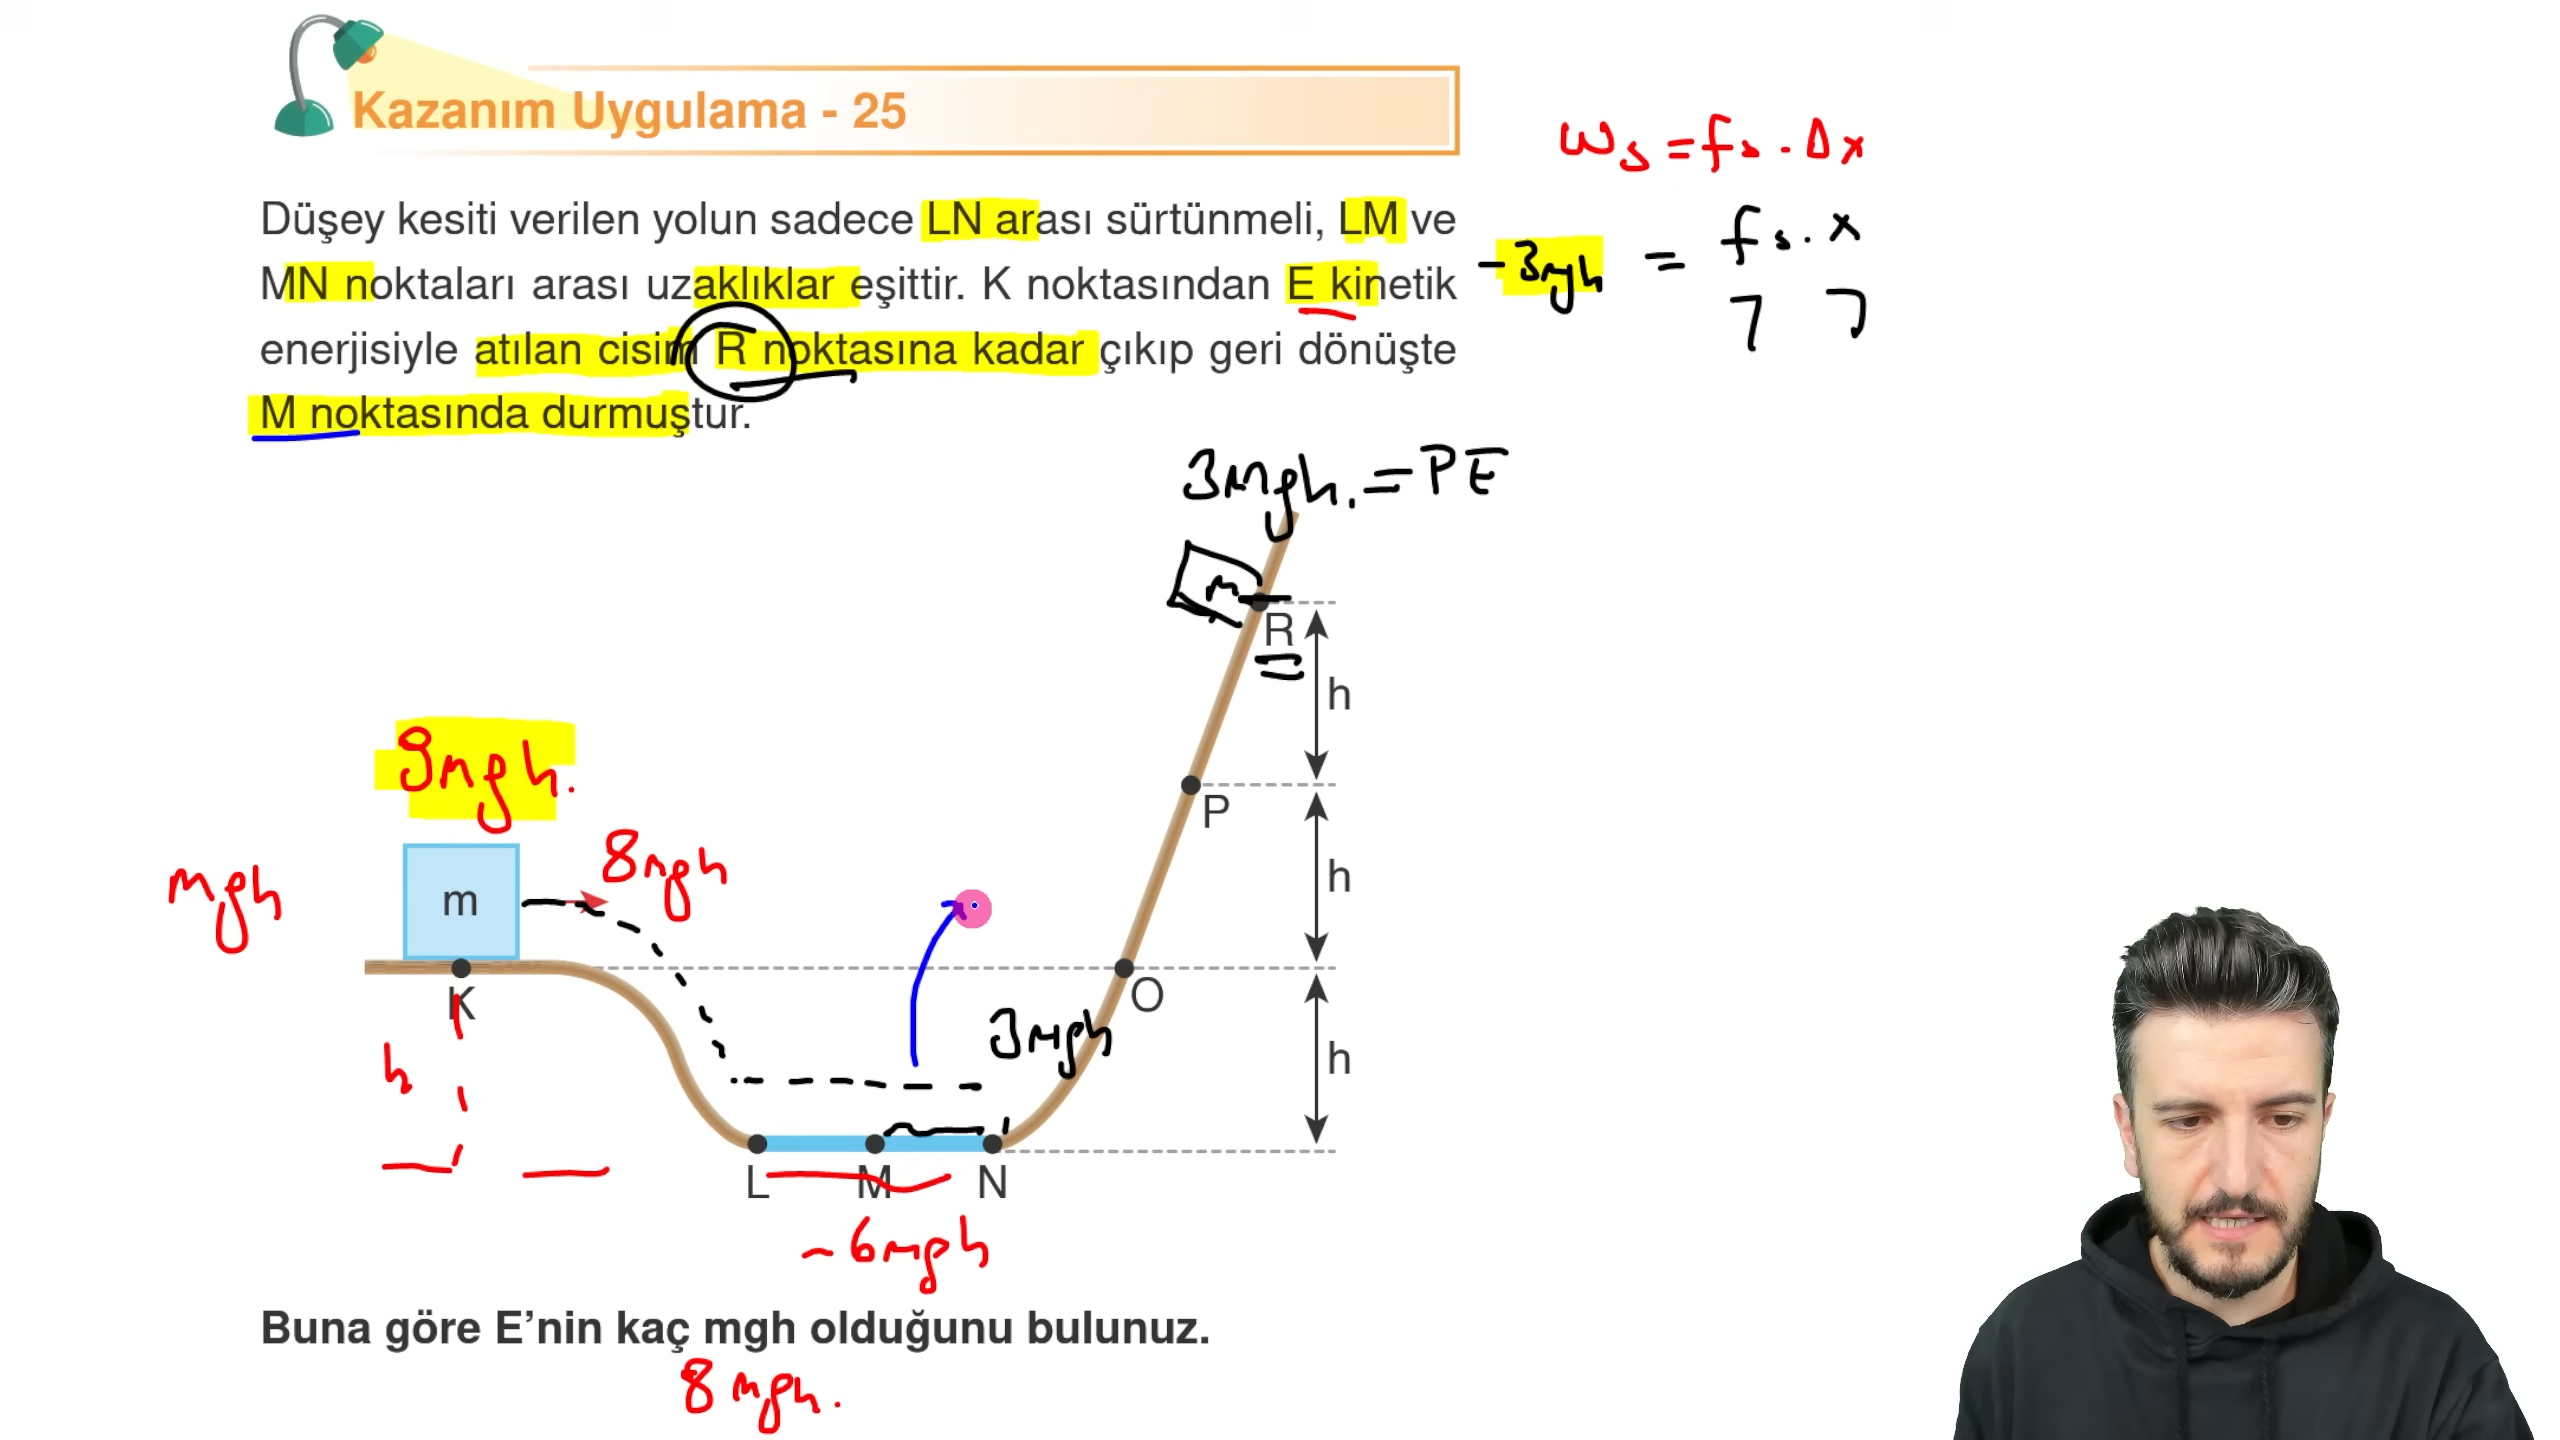 Kazanım Uygulama - 25
Düşey kesiti verilen yolun sadece LN arası sürtünmeli, LM ve
MN noktaları arası uzaklıklar eşittir. K noktasından E kinetik
enerjisiyle atılan cisim R noktasına kadar çıkıp geri dönüşte
M noktasında durmuştur.
Ws = fs . Δx
-3mgh = fs . x
3mgh. = PE
m
R
h
P
h
9mgh.
8mgh
mgh
m
K
O
h
3mgh
h
L M N
-6mgh
Buna göre E’nin kaç mgh olduğunu bulunuz.
8 mgh.